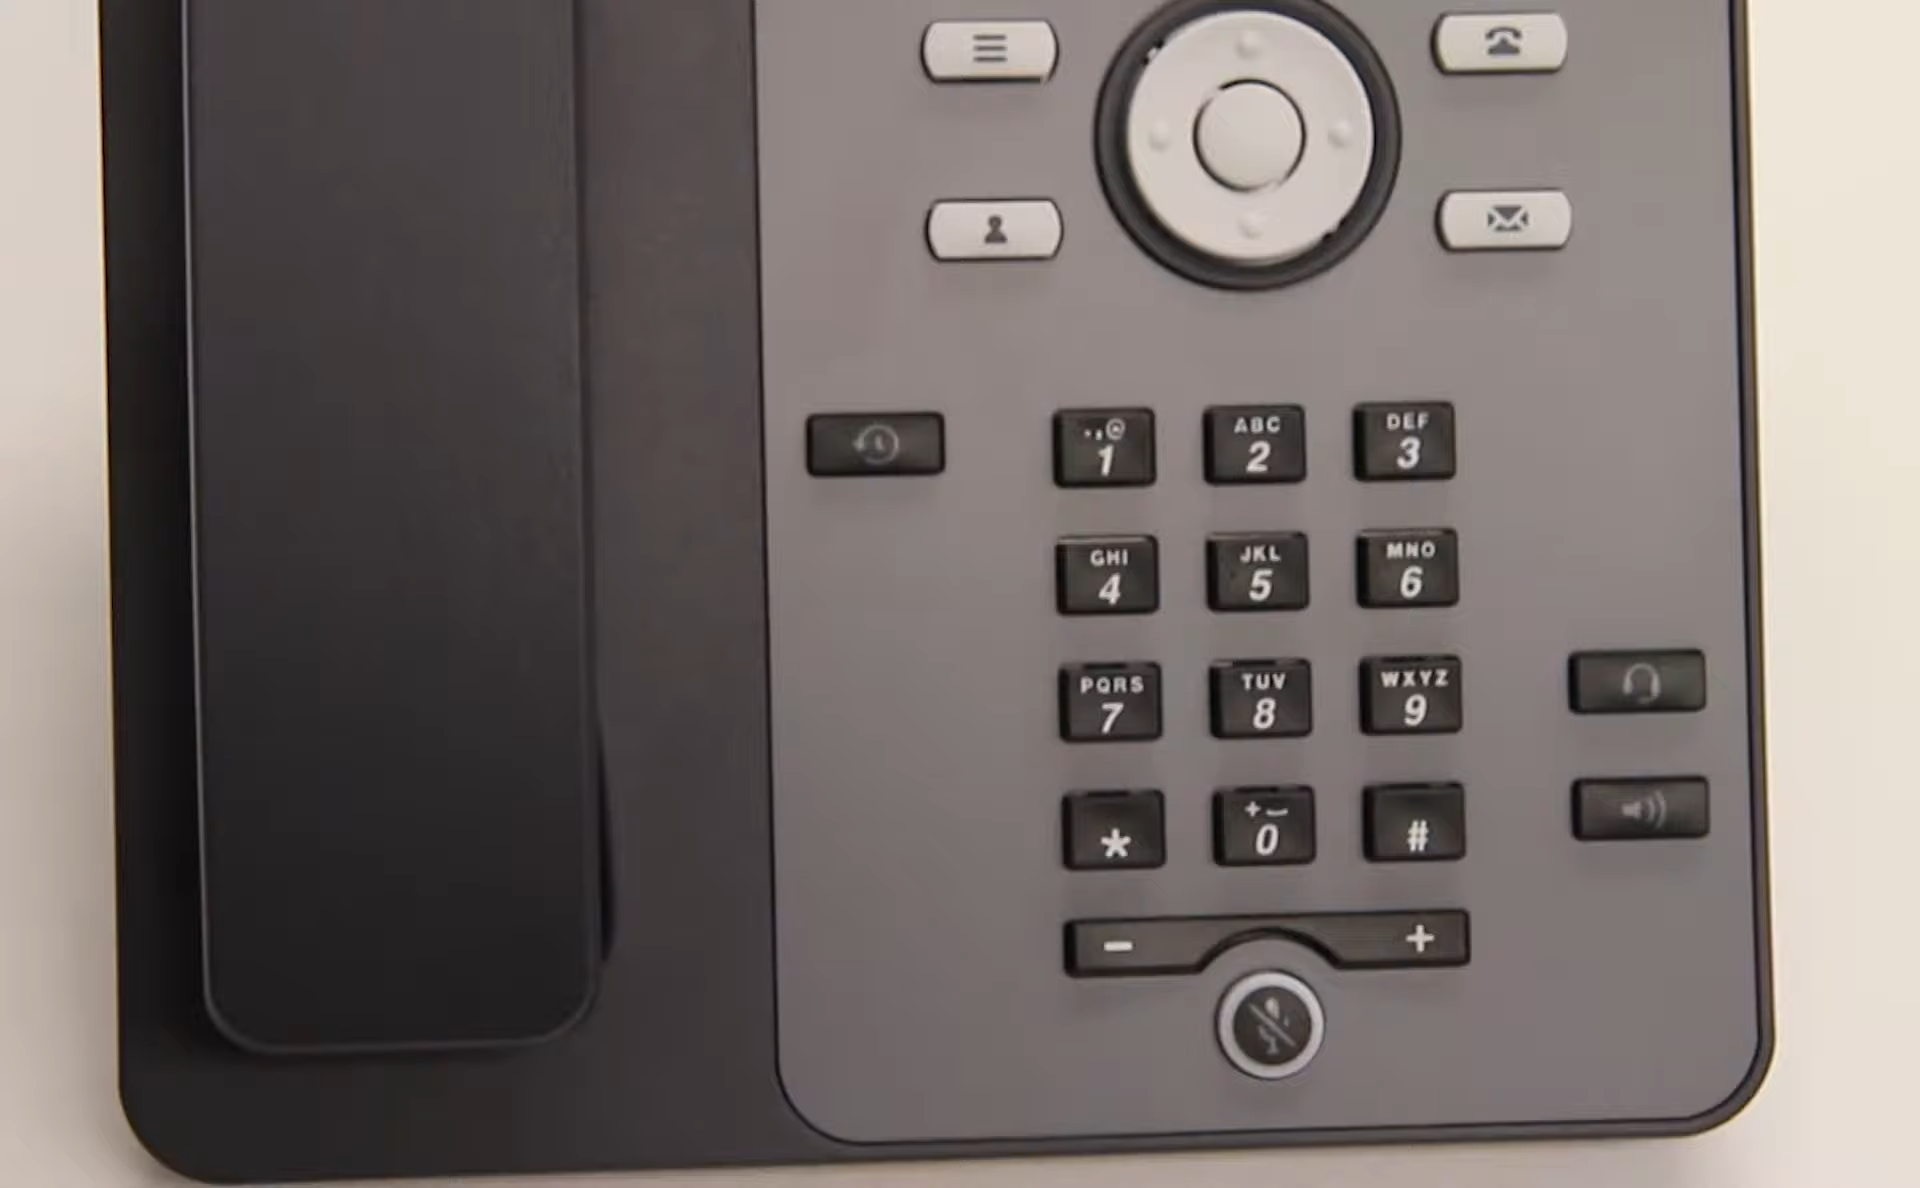 .,@ ABC DEF
1 2 3
GHI JKL MNO
4 5 6
PQRS TUV WXYZ
7 8 9
+
* 0 #
- +